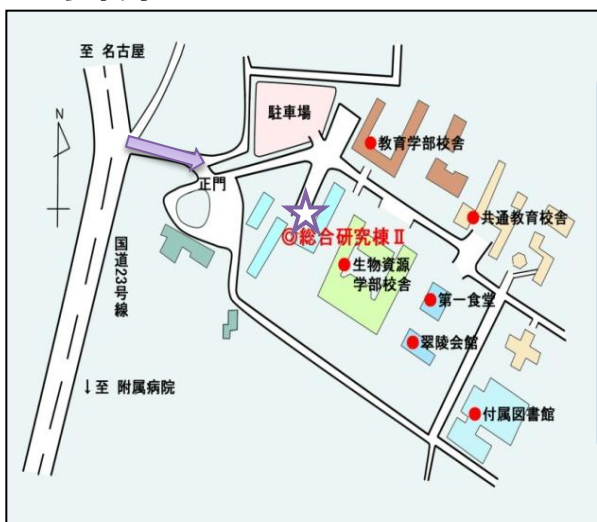 至 名古屋
駐車場
N
教育学部校舎
正門
共通教育校舎
◎総合研究棟Ⅱ
生物資源
学部校舎
国道23号線
第一食堂
翠陵会館
↓至 附属病院
付属図書館